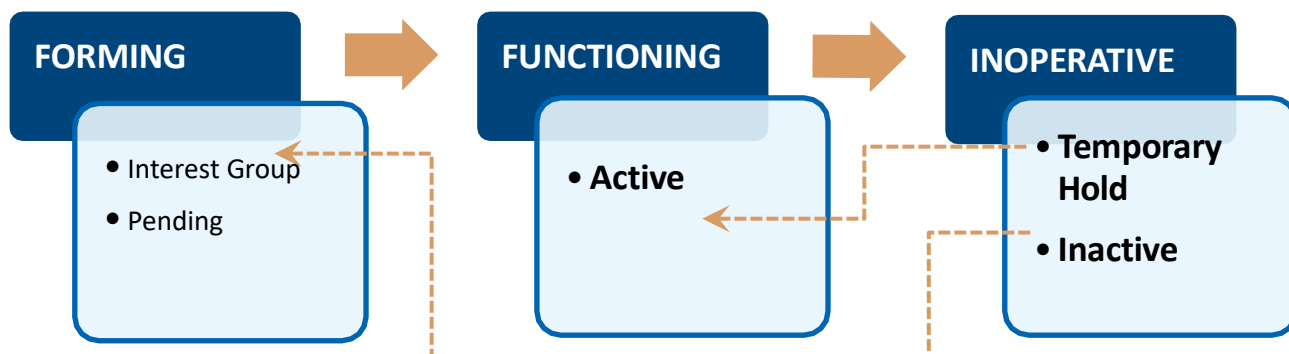 FORMING
• Interest Group
• Pending
FUNCTIONING
• Active
INOPERATIVE
• Temporary
Hold
• Inactive